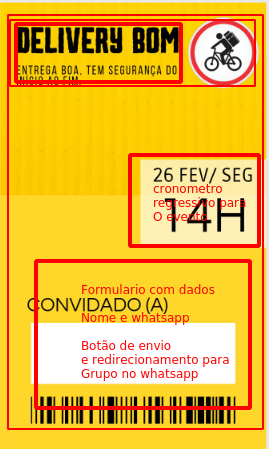 DELIVERY BOM
ENTREGA BOA, TEM SEGURANÇA DO
INÍCIO AO FIM.
26 FEV/ SEG
14H
cronometro
regressivo para
O evento
Formulario com dados
CONVIDADO (A)
Nome e whatsapp
Botão de envio
e redirecionamento para
Grupo no whatsapp